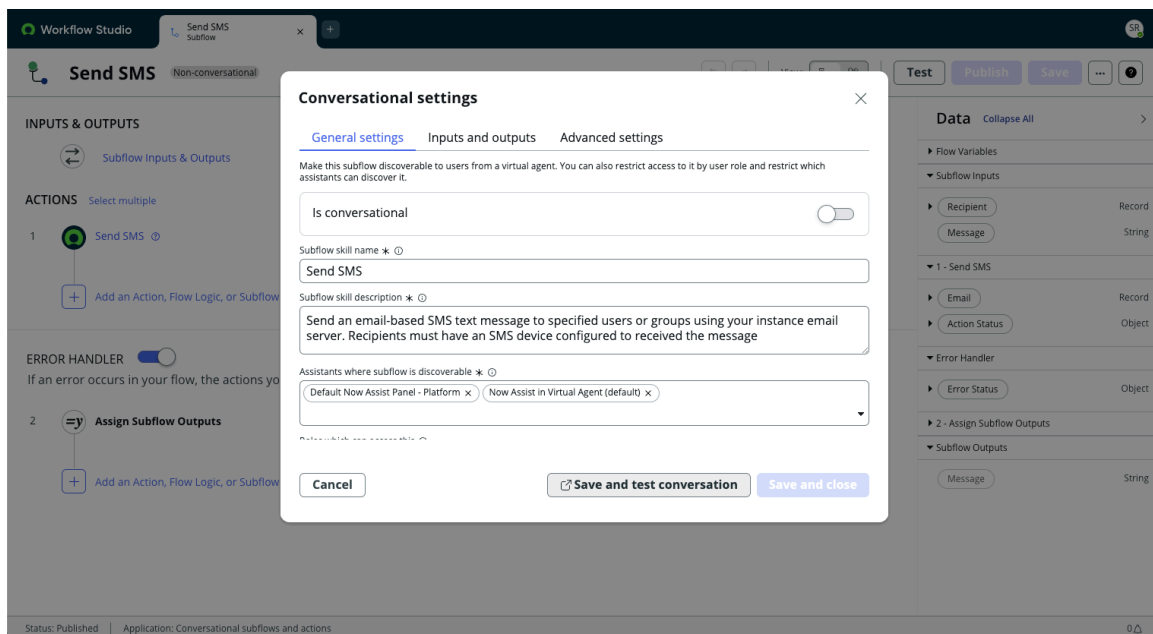 Workflow Studio
Send SMS
Subflow
SR
Send SMS Non-conversational
Test Publish Save ... ?
INPUTS & OUTPUTS
Subflow Inputs & Outputs
ACTIONS Select multiple
1 Send SMS
Add an Action, Flow Logic, or Subflow
ERROR HANDLER
If an error occurs in your flow, the actions yo
2 =y Assign Subflow Outputs
Add an Action, Flow Logic, or Subflow
Conversational settings
General settings Inputs and outputs Advanced settings
Make this subflow discoverable to users from a virtual agent. You can also restrict access to it by user role and restrict which
assistants can discover it.
Is conversational
Subflow skill name *
Send SMS
Subflow skill description *
Send an email-based SMS text message to specified users or groups using your instance email
server. Recipients must have an SMS device configured to received the message
Assistants where subflow is discoverable *
Default Now Assist Panel - Platform × Now Assist in Virtual Agent (default) ×
Cancel Save and test conversation Save and close
Data Collapse All
Flow Variables
Subflow Inputs
Recipient Record
Message String
1 - Send SMS
Email Record
Action Status Object
Error Handler
Error Status Object
2 - Assign Subflow Outputs
Subflow Outputs
Message String
Status: Published | Application: Conversational subflows and actions
0